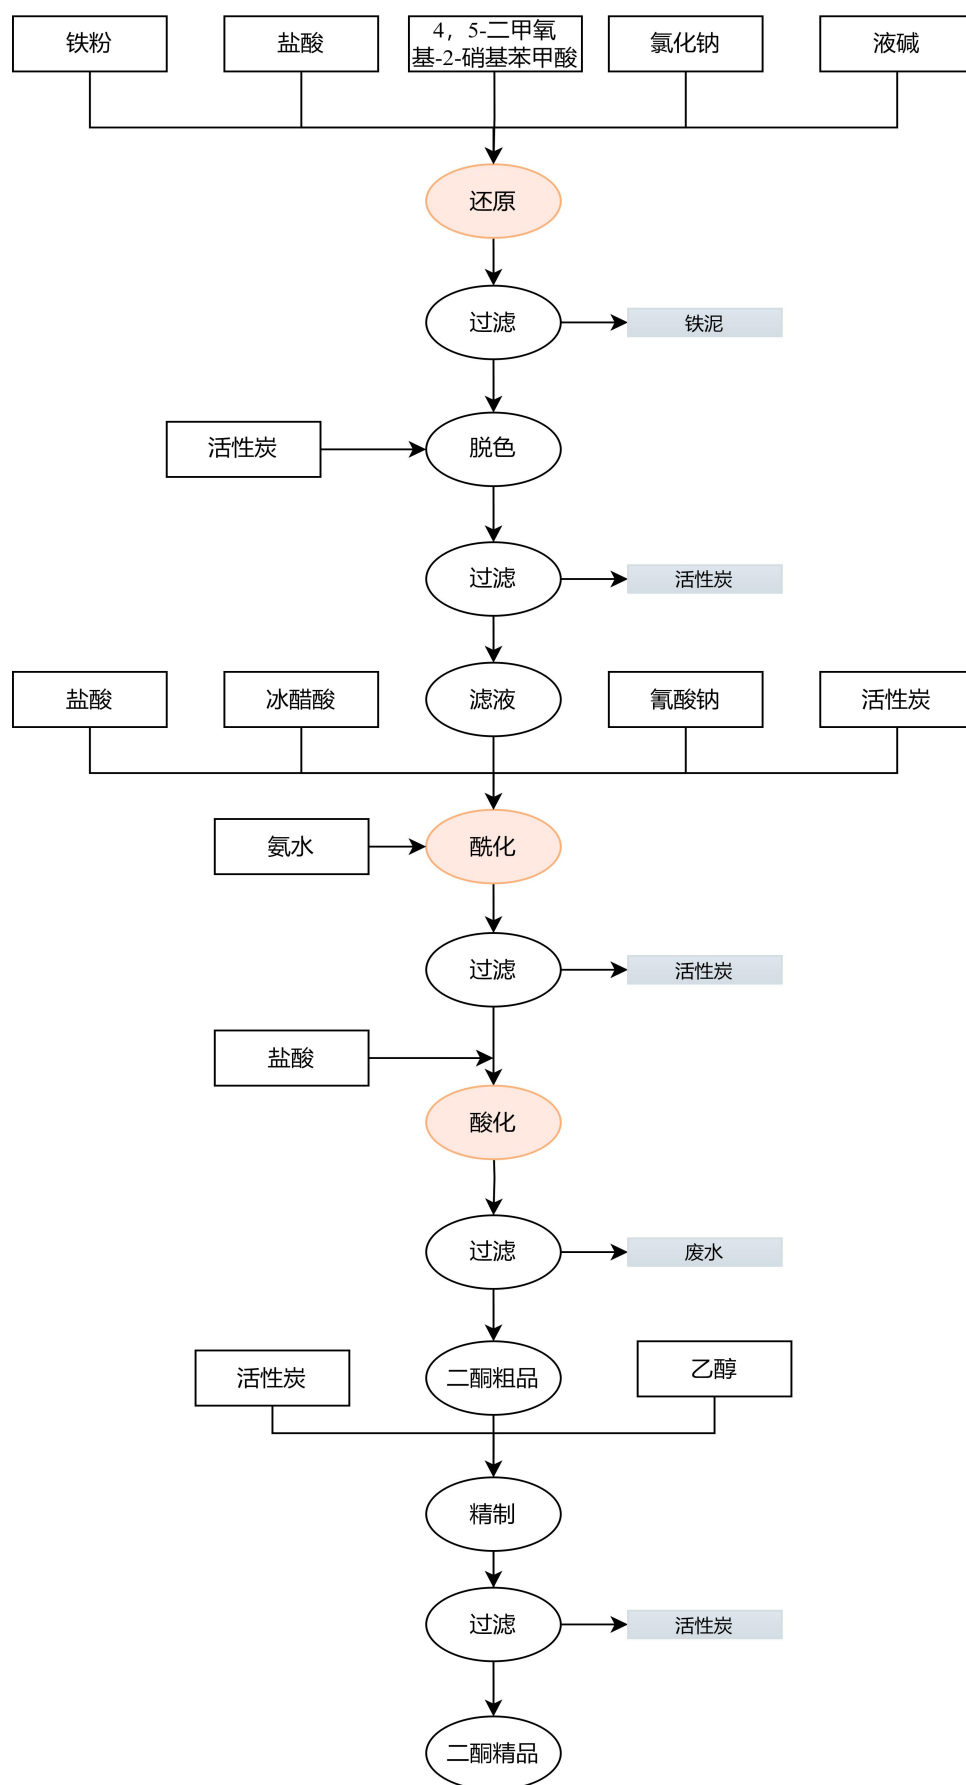 铁粉
盐酸
4，5-二甲氧
基-2-硝基苯甲酸
氯化钠
液碱
还原
过滤
铁泥
活性炭
脱色
过滤
活性炭
盐酸
冰醋酸
滤液
氰酸钠
活性炭
氨水
酰化
过滤
活性炭
盐酸
酸化
过滤
废水
活性炭
二酮粗品
乙醇
精制
过滤
活性炭
二酮精品